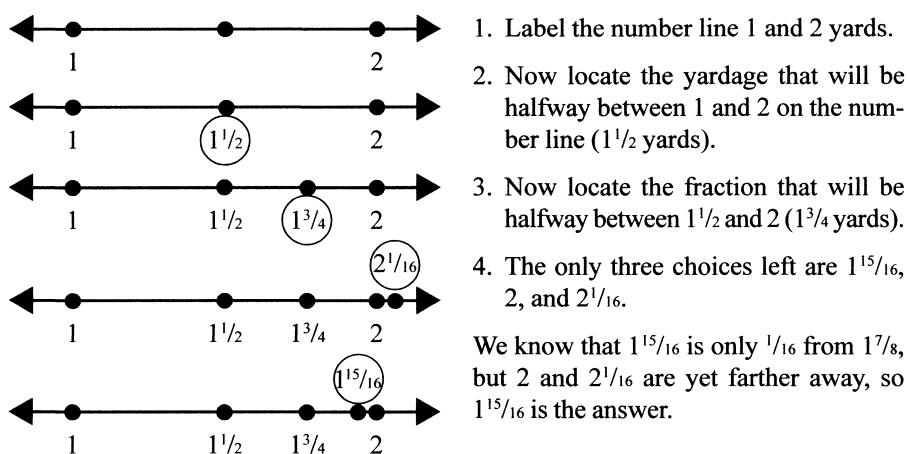 1 2
1 1¹/2 2
1 1¹/2 1³/4 2
2¹/16
1 1¹/2 1³/4 2
1¹⁵/16
1 1¹/2 1³/4 2
1. Label the number line 1 and 2 yards.
2. Now locate the yardage that will be
halfway between 1 and 2 on the num-
ber line (1¹/2 yards).
3. Now locate the fraction that will be
halfway between 1¹/2 and 2 (1³/4 yards).
4. The only three choices left are 1¹⁵/16,
2, and 2¹/16.
We know that 1¹⁵/16 is only ¹/16 from 1⁷/8,
but 2 and 2¹/16 are yet farther away, so
1¹⁵/16 is the answer.